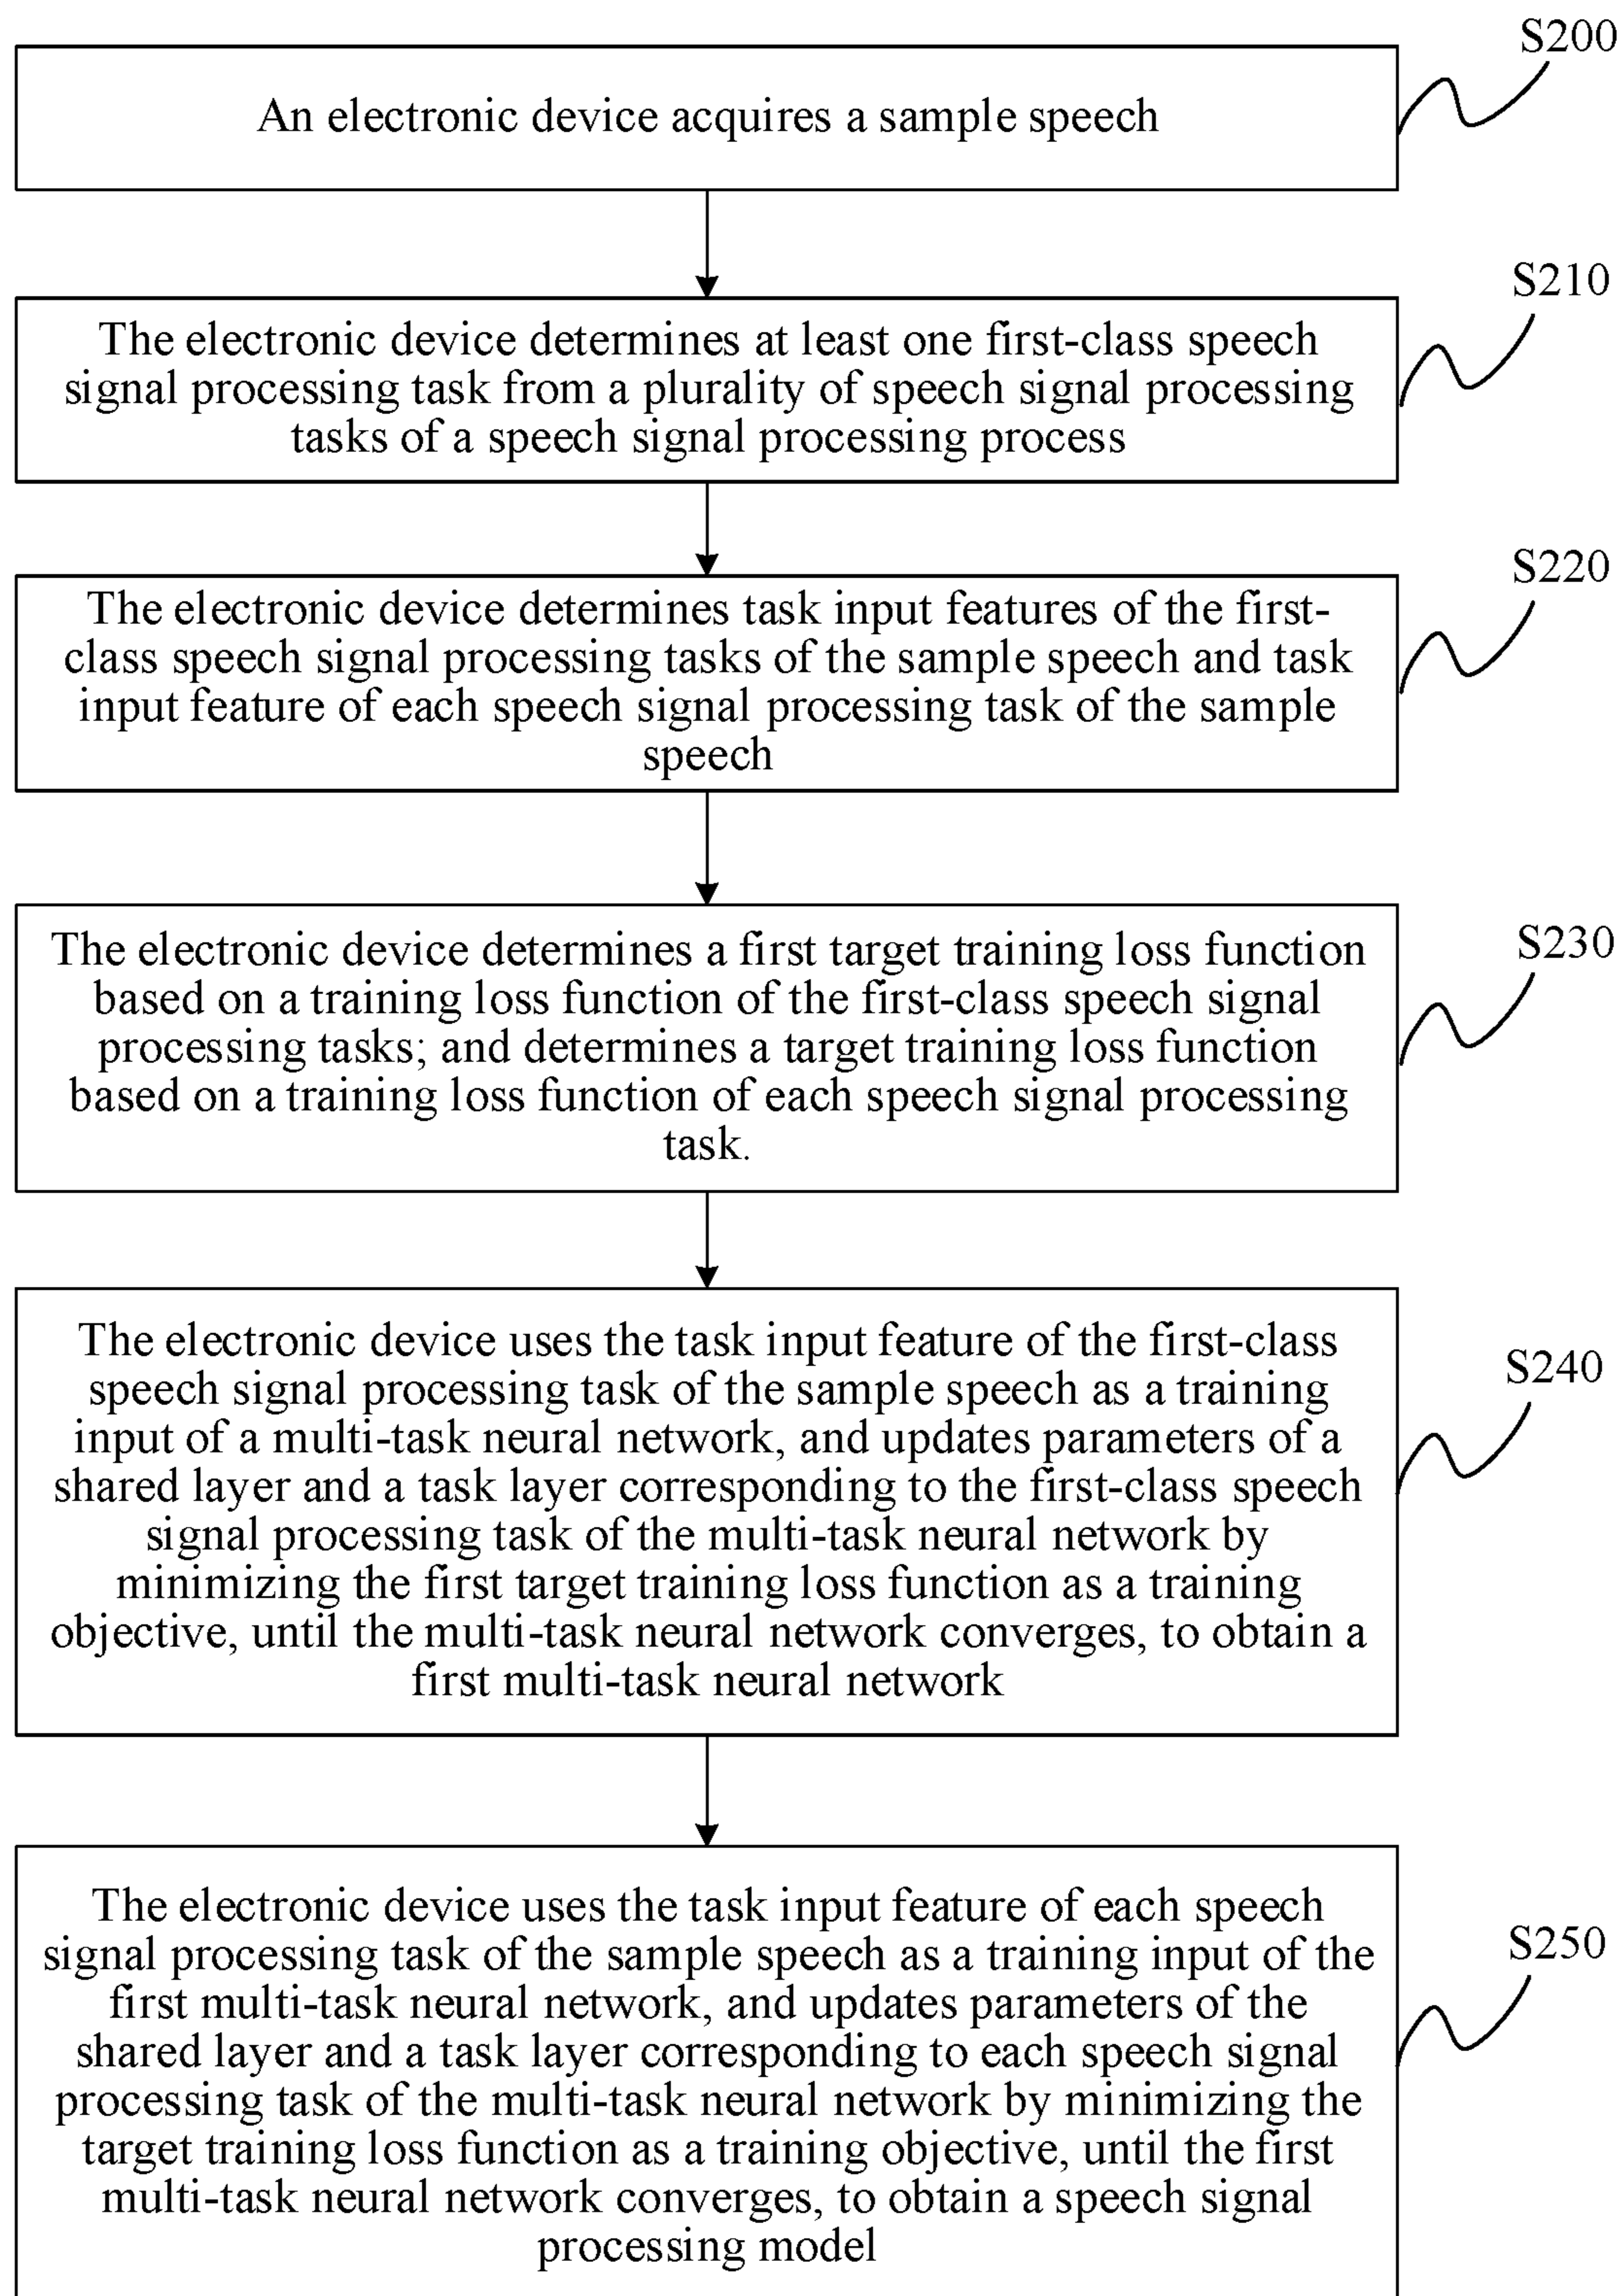 S200
An electronic device acquires a sample speech
S210
The electronic device determines at least one first-class speech
signal processing task from a plurality of speech signal processing
tasks of a speech signal processing process
S220
The electronic device determines task input features of the first-
class speech signal processing tasks of the sample speech and task
input feature of each speech signal processing task of the sample
speech
S230
The electronic device determines a first target training loss function
based on a training loss function of the first-class speech signal
processing tasks; and determines a target training loss function
based on a training loss function of each speech signal processing
task.
S240
The electronic device uses the task input feature of the first-class
speech signal processing task of the sample speech as a training
input of a multi-task neural network, and updates parameters of a
shared layer and a task layer corresponding to the first-class speech
signal processing task of the multi-task neural network by
minimizing the first target training loss function as a training
objective, until the multi-task neural network converges, to obtain a
first multi-task neural network
S250
The electronic device uses the task input feature of each speech
signal processing task of the sample speech as a training input of the
first multi-task neural network, and updates parameters of the
shared layer and a task layer corresponding to each speech signal
processing task of the multi-task neural network by minimizing the
target training loss function as a training objective, until the first
multi-task neural network converges, to obtain a speech signal
processing model